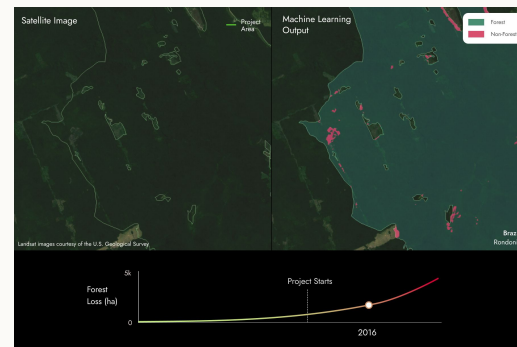 Satellite Image
Project
Area
Machine Learning
Output
Forest
Non-Forest
Landsat images courtesy of the U.S. Geological Survey
Braz
Rondoni
5k
Forest
Loss (ha)
0
Project Starts
2016